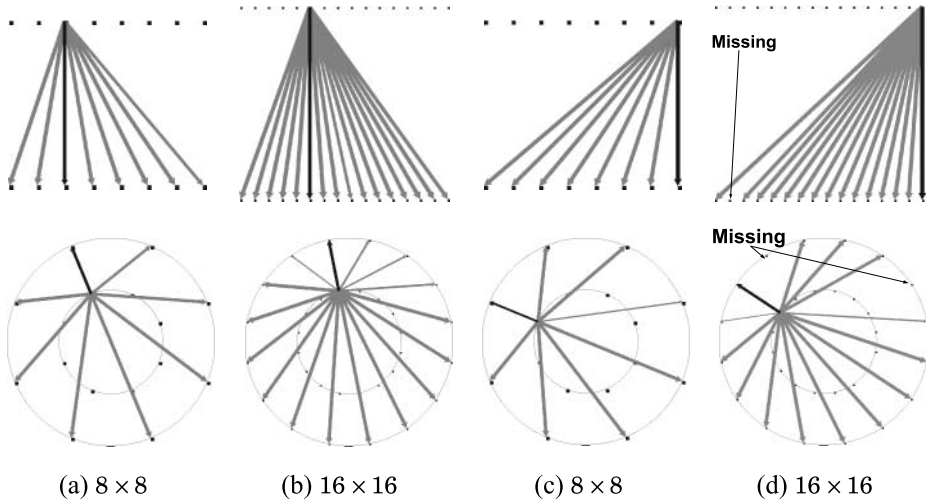 Missing
Missing
(a) 8 × 8
(b) 16 × 16
(c) 8 × 8
(d) 16 × 16